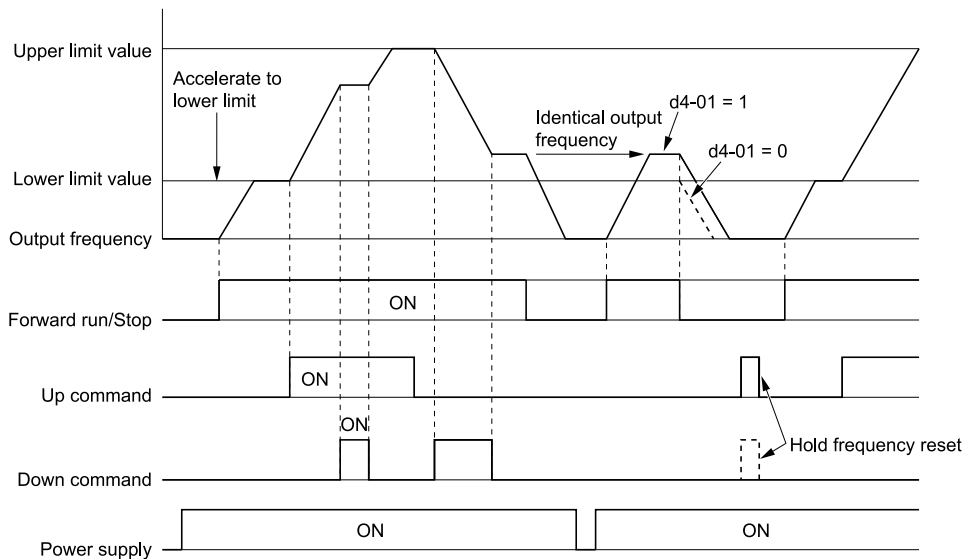 Upper limit value
Accelerate to
lower limit
d4-01 = 1
Identical output
frequency
d4-01 = 0
Lower limit value
Output frequency
ON
Forward run/Stop
ON
Up command
ON
Hold frequency reset
Down command
ON
ON
Power supply